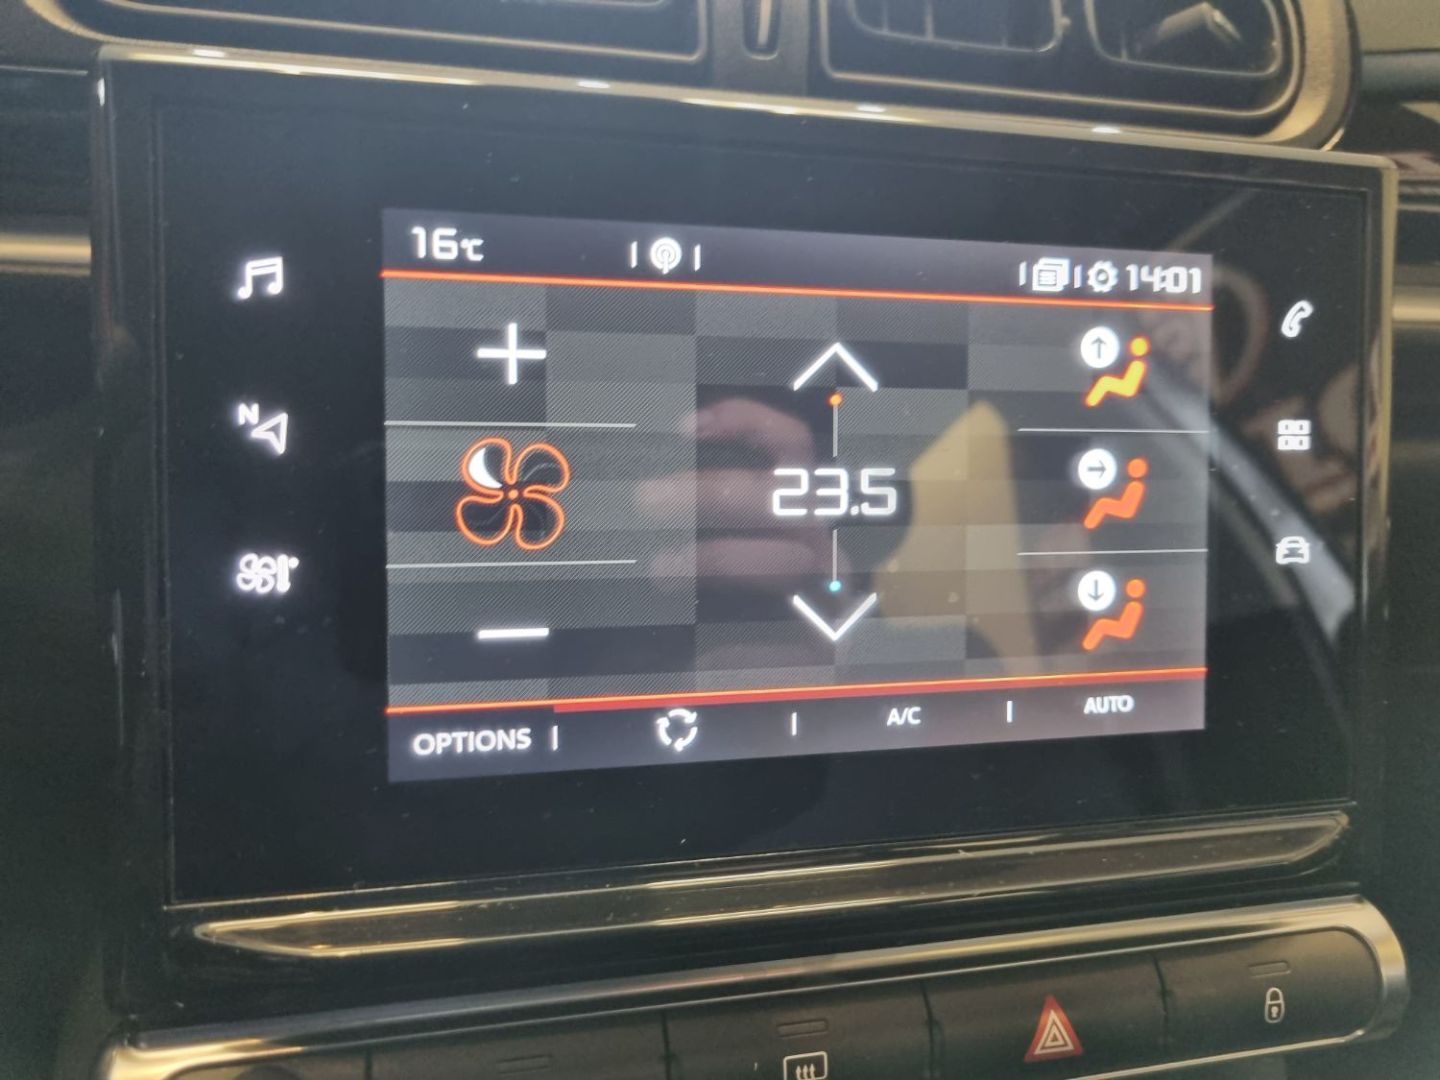 16°C
14:01
N
23.5
OPTIONS
A/C
AUTO